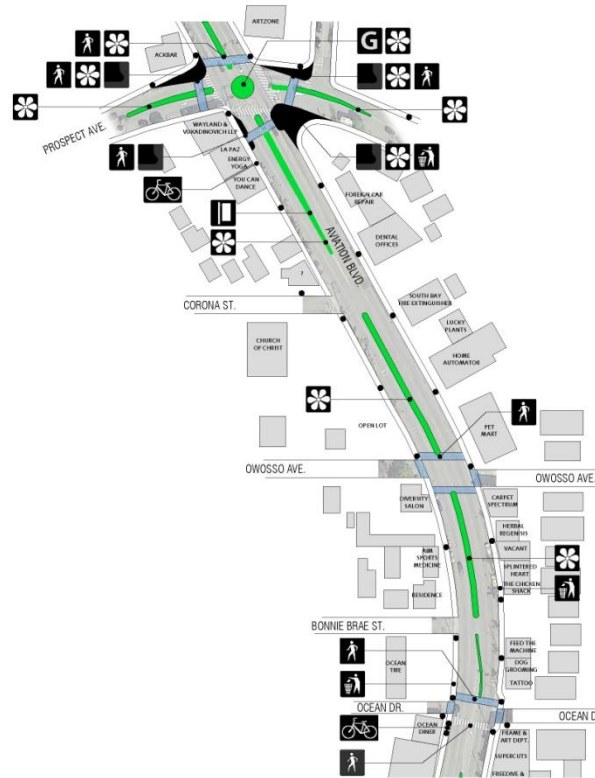 ARTZONE
G
ACKBAR
PROSPECT AVE.
WAYLAND &
VUKADINOVICH LLP
LA PAZ
ENERGY
YOGA
YOU CAN
DANCE
FOREIGN CAR
REPAIR
DENTAL
OFFICES
AVIATION BLVD.
?
CORONA ST.
SOUTH BAY
FIRE EXTINGUISHER
LUCKY
PLANTS
CHURCH
OF CHRIST
HOME
AUTOMATOR
OPEN LOT
PET
MART
OWOSSO AVE.
OWOSSO AVE.
DIVERSITY
SALON
CARPET
SPECTRUM
HERBAL
REGENISIS
VACANT
AIM
SPORTS
MEDICINE
SPLINTERED
HEART
THE CHICKEN
SHACK
RESIDENCE
BONNIE BRAE ST.
FEED THE
MACHINE
DOG
GROOMING
TATTOO
OCEAN
TIRE
OCEAN DR.
OCEAN D
OCEAN
DINER
FRAME &
ART DEPT.
SUPERCUTS
FREEDIVE &